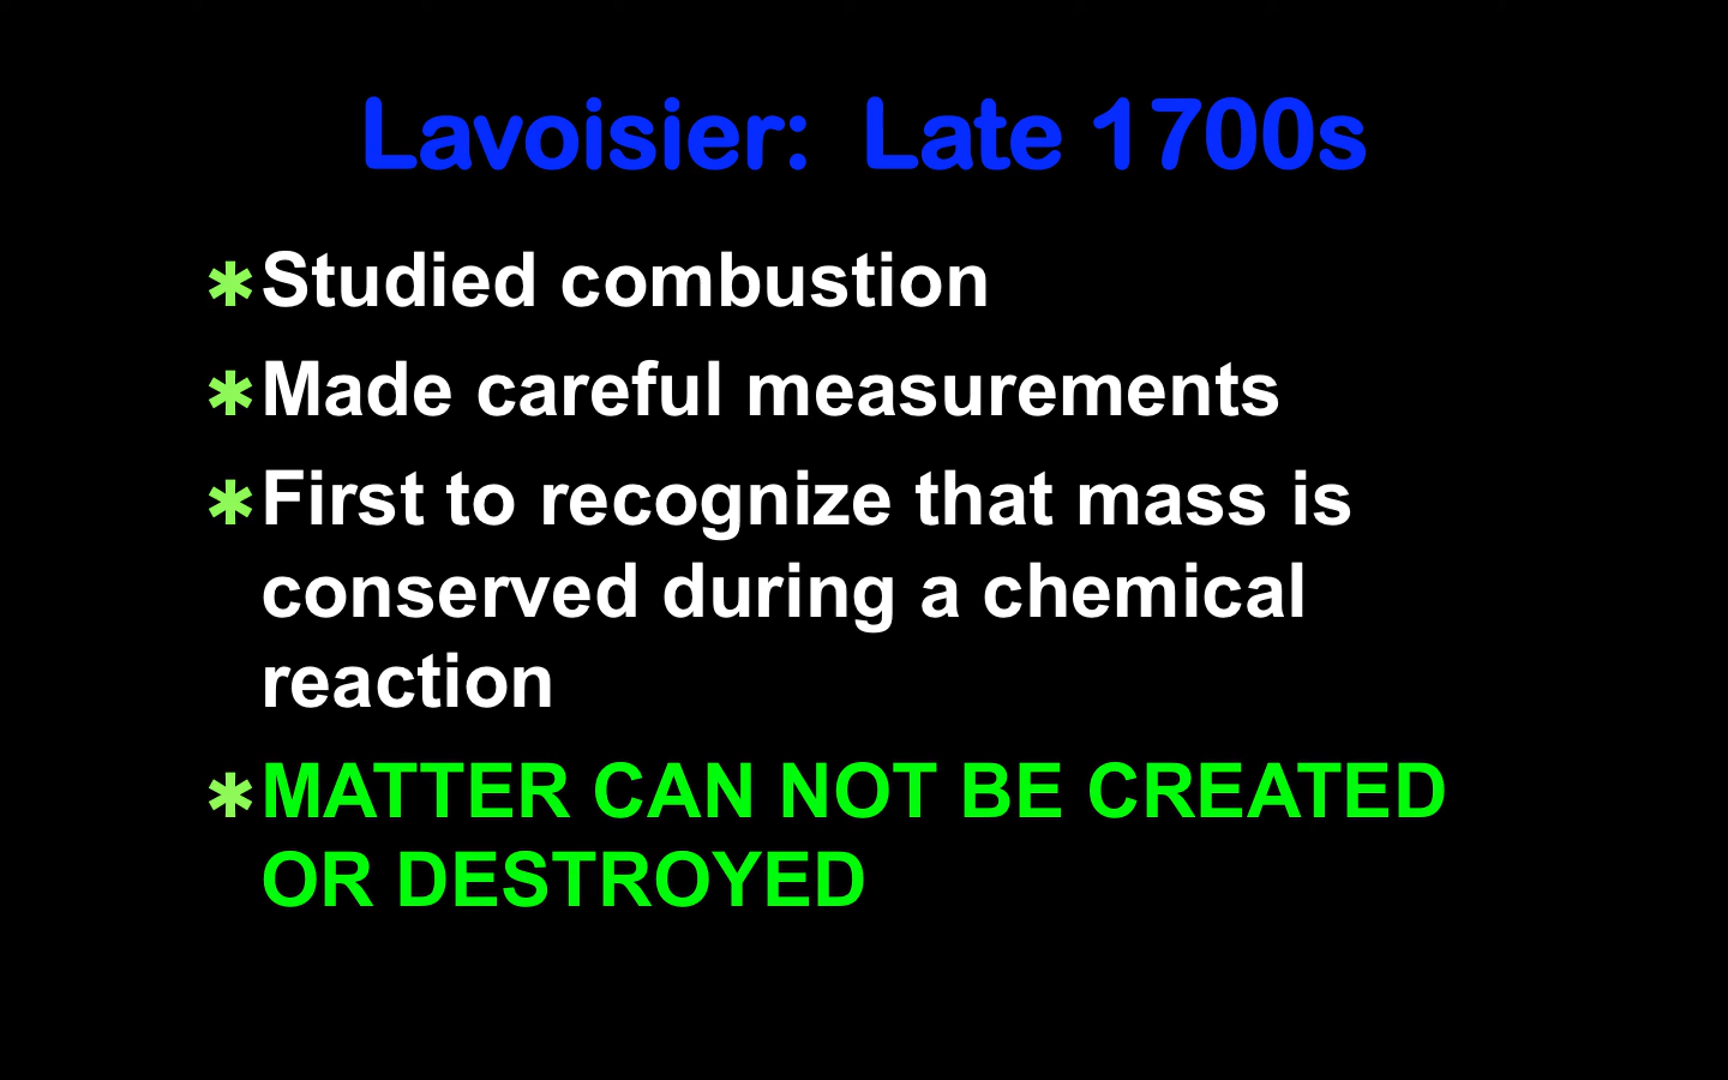 Lavoisier:  Late 1700s
✱Studied combustion
✱Made careful measurements
✱First to recognize that mass is
conserved during a chemical
reaction
✱MATTER CAN NOT BE CREATED
OR DESTROYED